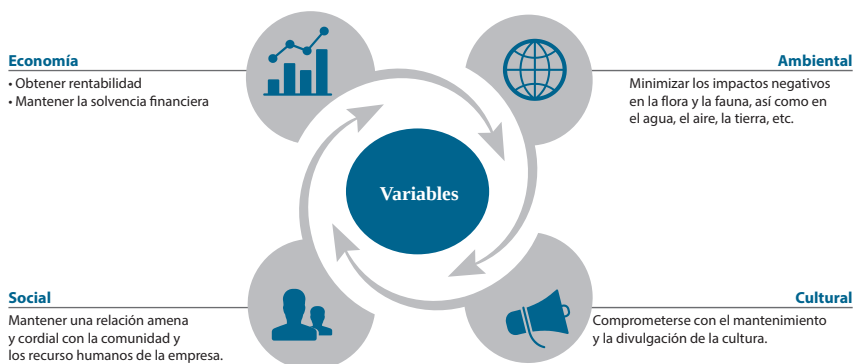 Economía
• Obtener rentabilidad
• Mantener la solvencia financiera
Ambiental
Minimizar los impactos negativos
en la flora y la fauna, así como en
el agua, el aire, la tierra, etc.
Variables
Social
Mantener una relación amena
y cordial con la comunidad y
los recurso humanos de la empresa.
Cultural
Comprometerse con el mantenimiento
y la divulgación de la cultura.